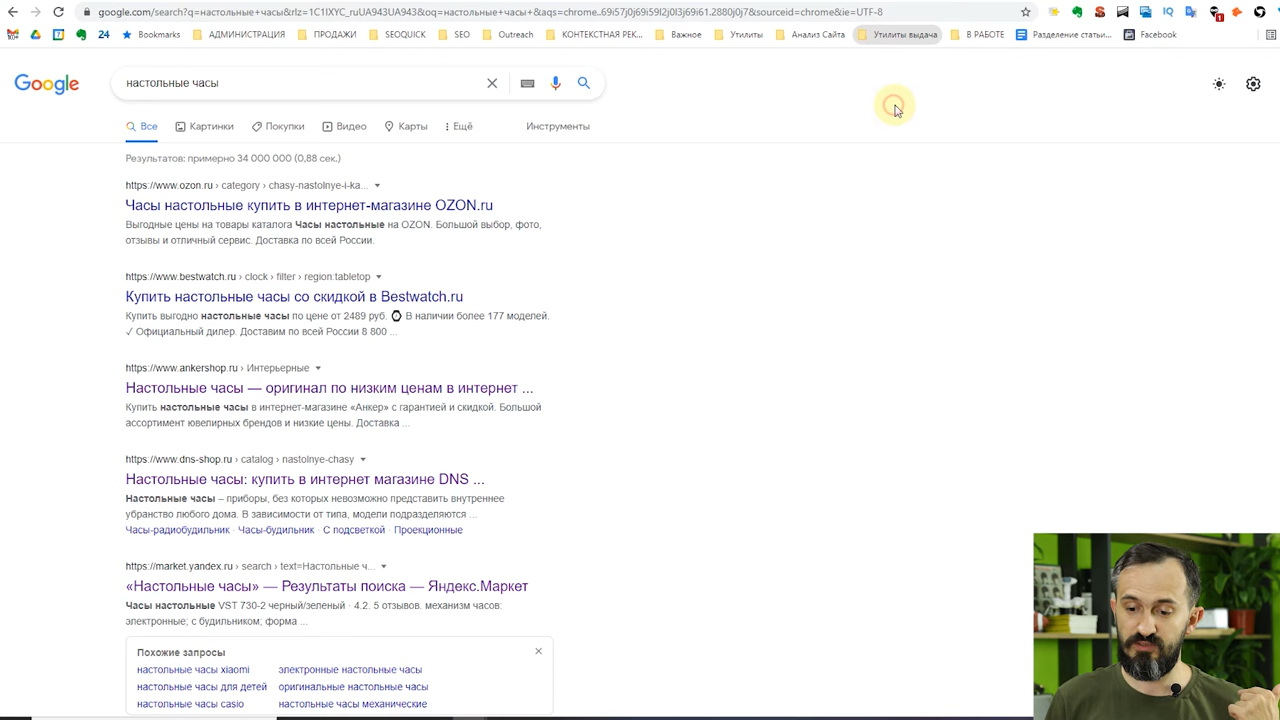 google.com/search?q=настольные+часы&rlz=1C1IXYC_ruUA943UA943&oq=настольные+часы+&aqs=chrome..69i57j0j69i59l2j0l3j69i61.2880j0j7&sourceid=chrome&ie=UTF-8
24 Bookmarks АДМИНИСТРАЦИЯ ПРОДАЖИ SEOQUICK SEO Outreach КОНТЕКСТНАЯ РЕК... Важное Утилиты Анализ Сайта Утилиты выдача В РАБОТЕ Разделение статьи... Facebook
Google настольные часы
Все Картинки Покупки Видео Карты Ещё Инструменты
Результатов: примерно 34 000 000 (0,88 сек.)
https://www.ozon.ru › category › chasy-nastolnye-i-ka...
Часы настольные купить в интернет-магазине OZON.ru
Выгодные цены на товары каталога Часы настольные на OZON. Большой выбор, фото,
отзывы и отличный сервис. Доставка по всей России.
https://www.bestwatch.ru › clock › filter › region:tabletop
Купить настольные часы со скидкой в Bestwatch.ru
Купить выгодно настольные часы по цене от 2489 руб. В наличии более 177 моделей.
✓ Официальный дилер. Доставим по всей России 8 800 ...
https://www.ankershop.ru › Интерьерные
Настольные часы — оригинал по низким ценам в интернет ...
Купить настольные часы в интернет-магазине «Анкер» с гарантией и скидкой. Большой
ассортимент ювелирных брендов и низкие цены. Доставка ...
https://www.dns-shop.ru › catalog › nastolnye-chasy
Настольные часы: купить в интернет магазине DNS ...
Настольные часы – приборы, без которых невозможно представить внутреннее
убранство любого дома. В зависимости от типа, модели подразделяются ...
Часы-радиобудильник · Часы-будильник · С подсветкой · Проекционные
https://market.yandex.ru › search › text=Настольные ч...
«Настольные часы» — Результаты поиска — Яндекс.Маркет
Часы настольные VST 730-2 черный/зеленый · 4.2. 5 отзывов. механизм часов:
электронные; с будильником; форма ...
Похожие запросы
настольные часы xiaomi электронные настольные часы
настольные часы для детей оригинальные настольные часы
настольные часы casio настольные часы механические